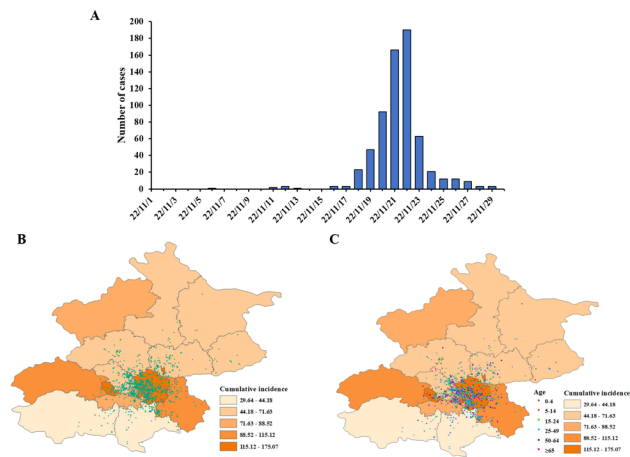 A
Number of cases
200
180
160
140
120
100
80
60
40
20
0
22/11/1
22/11/3
22/11/5
22/11/7
22/11/9
22/11/11
22/11/13
22/11/15
22/11/17
22/11/19
22/11/21
22/11/23
22/11/25
22/11/27
22/11/29
B
Cumulative incidence
29.64 - 44.18
44.18 - 71.63
71.63 - 88.52
88.52 - 115.12
115.12 - 175.07
C
Age
0-4
5-14
15-24
25-49
50-64
≥65
Cumulative incidence
29.64 - 44.18
44.18 - 71.63
71.63 - 88.52
88.52 - 115.12
115.12 - 175.07